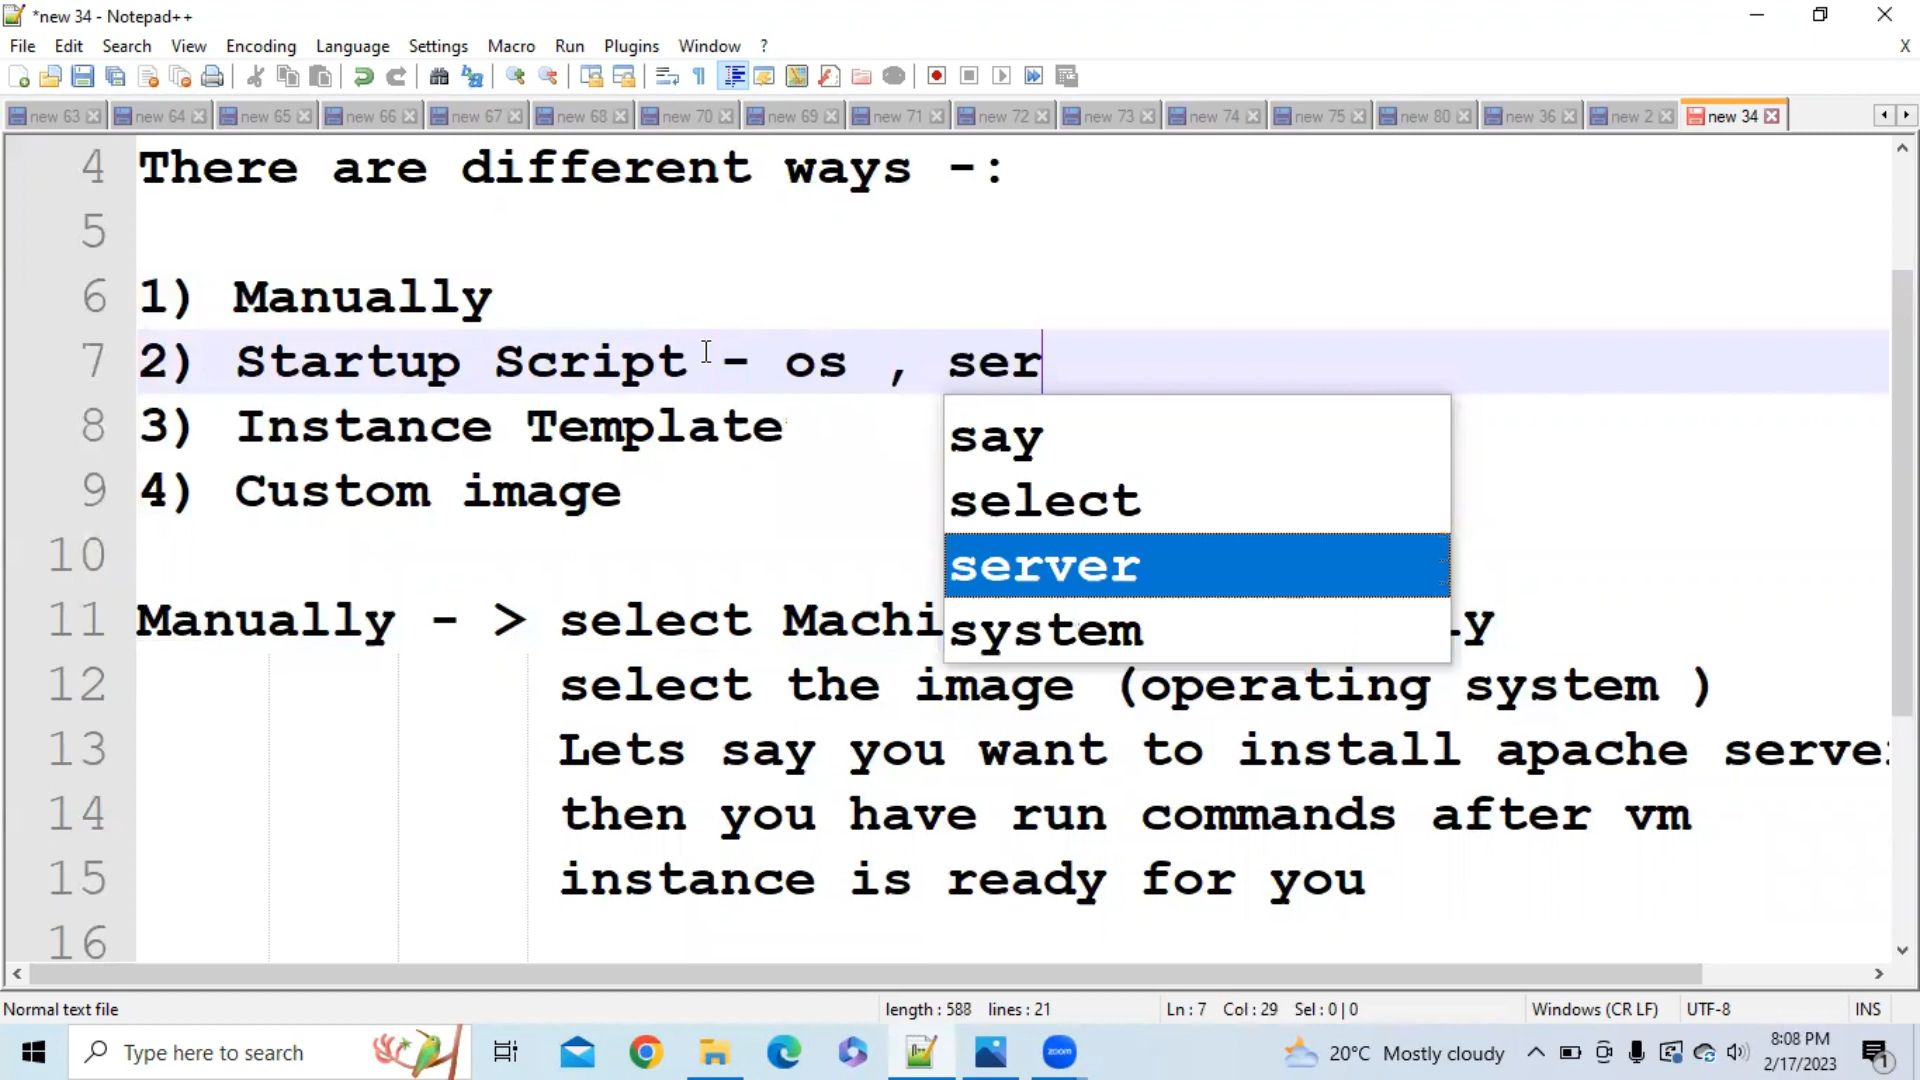 *new 34 - Notepad++
File Edit Search View Encoding Language Settings Macro Run Plugins Window ? X
new 63 new 64 new 65 new 66 new 67 new 68 new 70 new 69 new 71 new 72 new 73 new 74 new 75 new 80 new 36 new 2 new 34
4 There are different ways -:
5
6 1) Manually
7 2) Startup Script - os , ser
8 3) Instance Template
9 4) Custom image
say
select
server
system
10
11 Manually - > select Machi ly
12 select the image (operating system )
13 Lets say you want to install apache server
14 then you have run commands after vm
15 instance is ready for you
16
Normal text file length : 588 lines : 21 Ln : 7 Col : 29 Sel : 0 | 0 Windows (CR LF) UTF-8 INS
Type here to search zoom 20°C Mostly cloudy 8:08 PM
2/17/2023 1